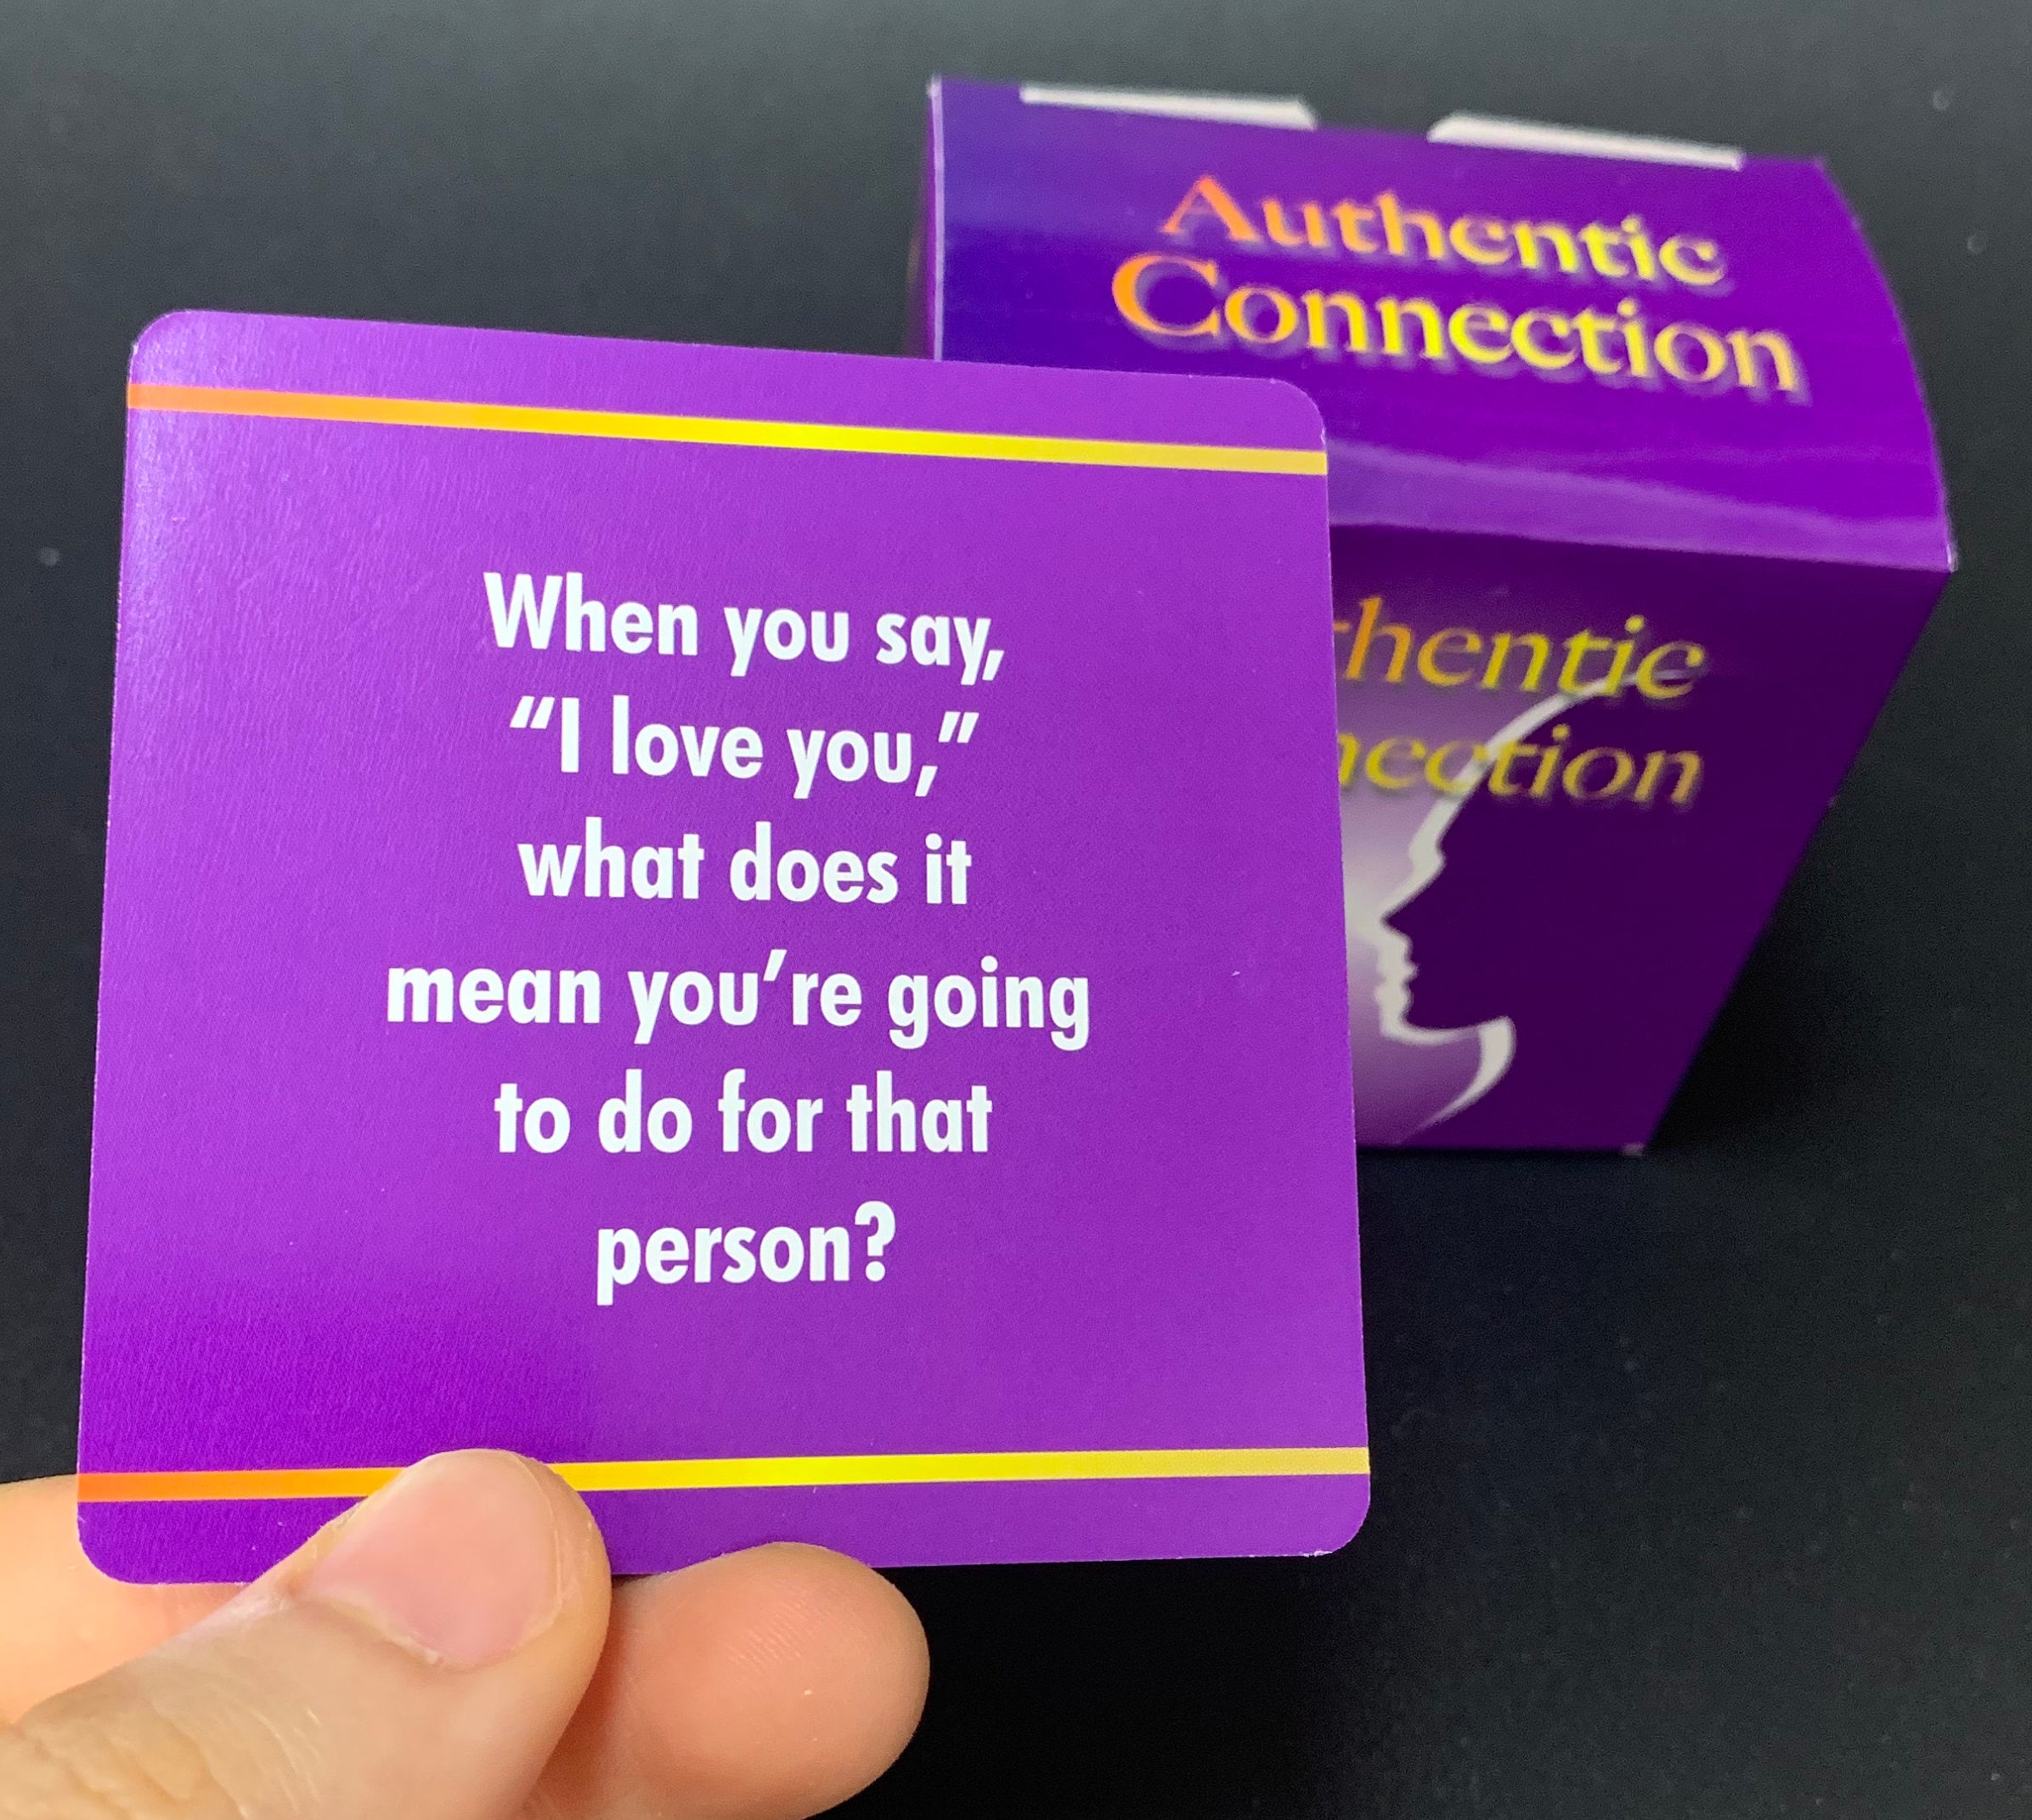 Authentic
Connection
When you say,
“I love you,”
what does it
mean you’re going
to do for that
person?